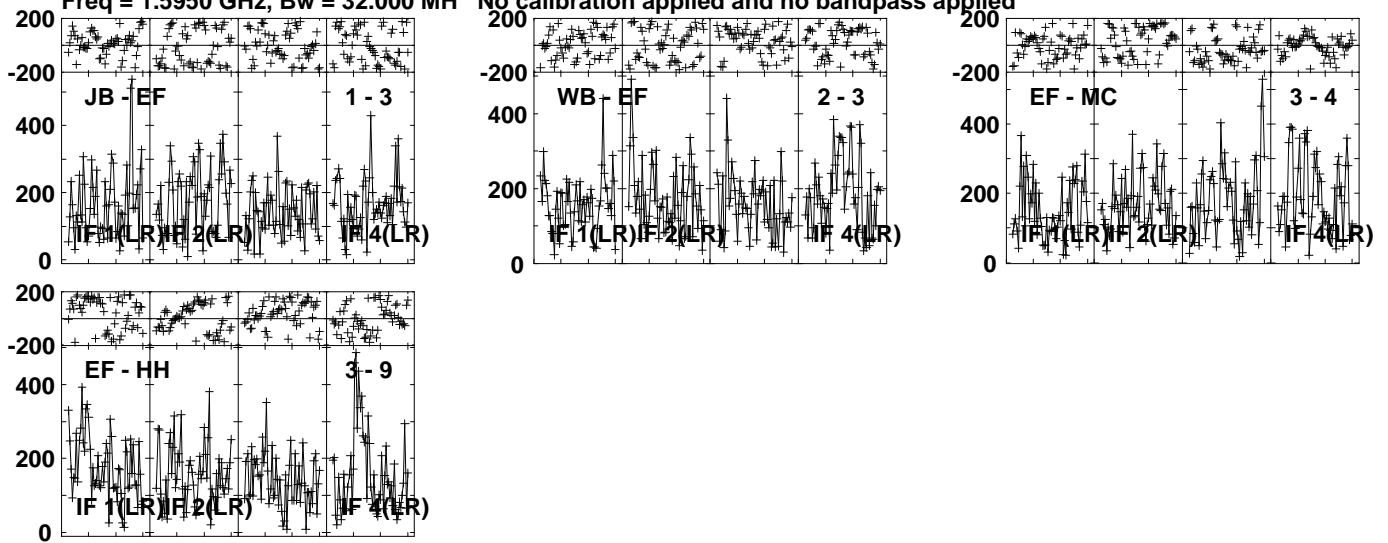 Freq = 1.5950 GHz, Bw = 32.000 MH No calibration applied and no bandpass applied
200
-200
JB - EF 1 - 3
400
200
IF 1(LR) IF 2(LR) IF 4(LR)
0
200
-200
WB - EF 2 - 3
400
200
IF 1(LR) IF 2(LR) IF 4(LR)
0
200
-200
EF - MC 3 - 4
400
200
IF 1(LR) IF 2(LR) IF 4(LR)
0
200
-200
EF - HH 3 - 9
400
200
IF 1(LR) IF 2(LR) IF 4(LR)
0